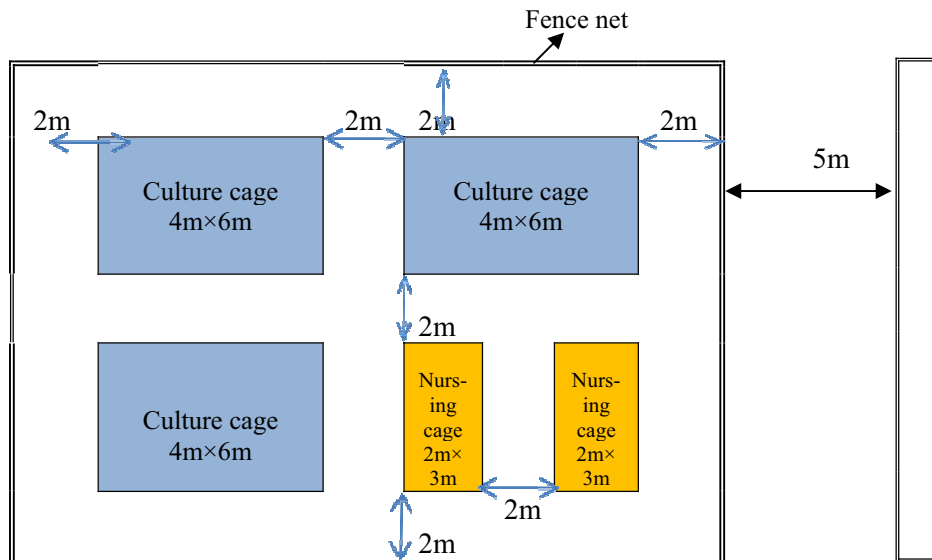 Fence net
2m
2m
2m
2m
5m
Culture cage
4m×6m
Culture cage
4m×6m
2m
Culture cage
4m×6m
Nurs-
ing
cage
2m×
3m
Nurs-
ing
cage
2m×
3m
2m
2m